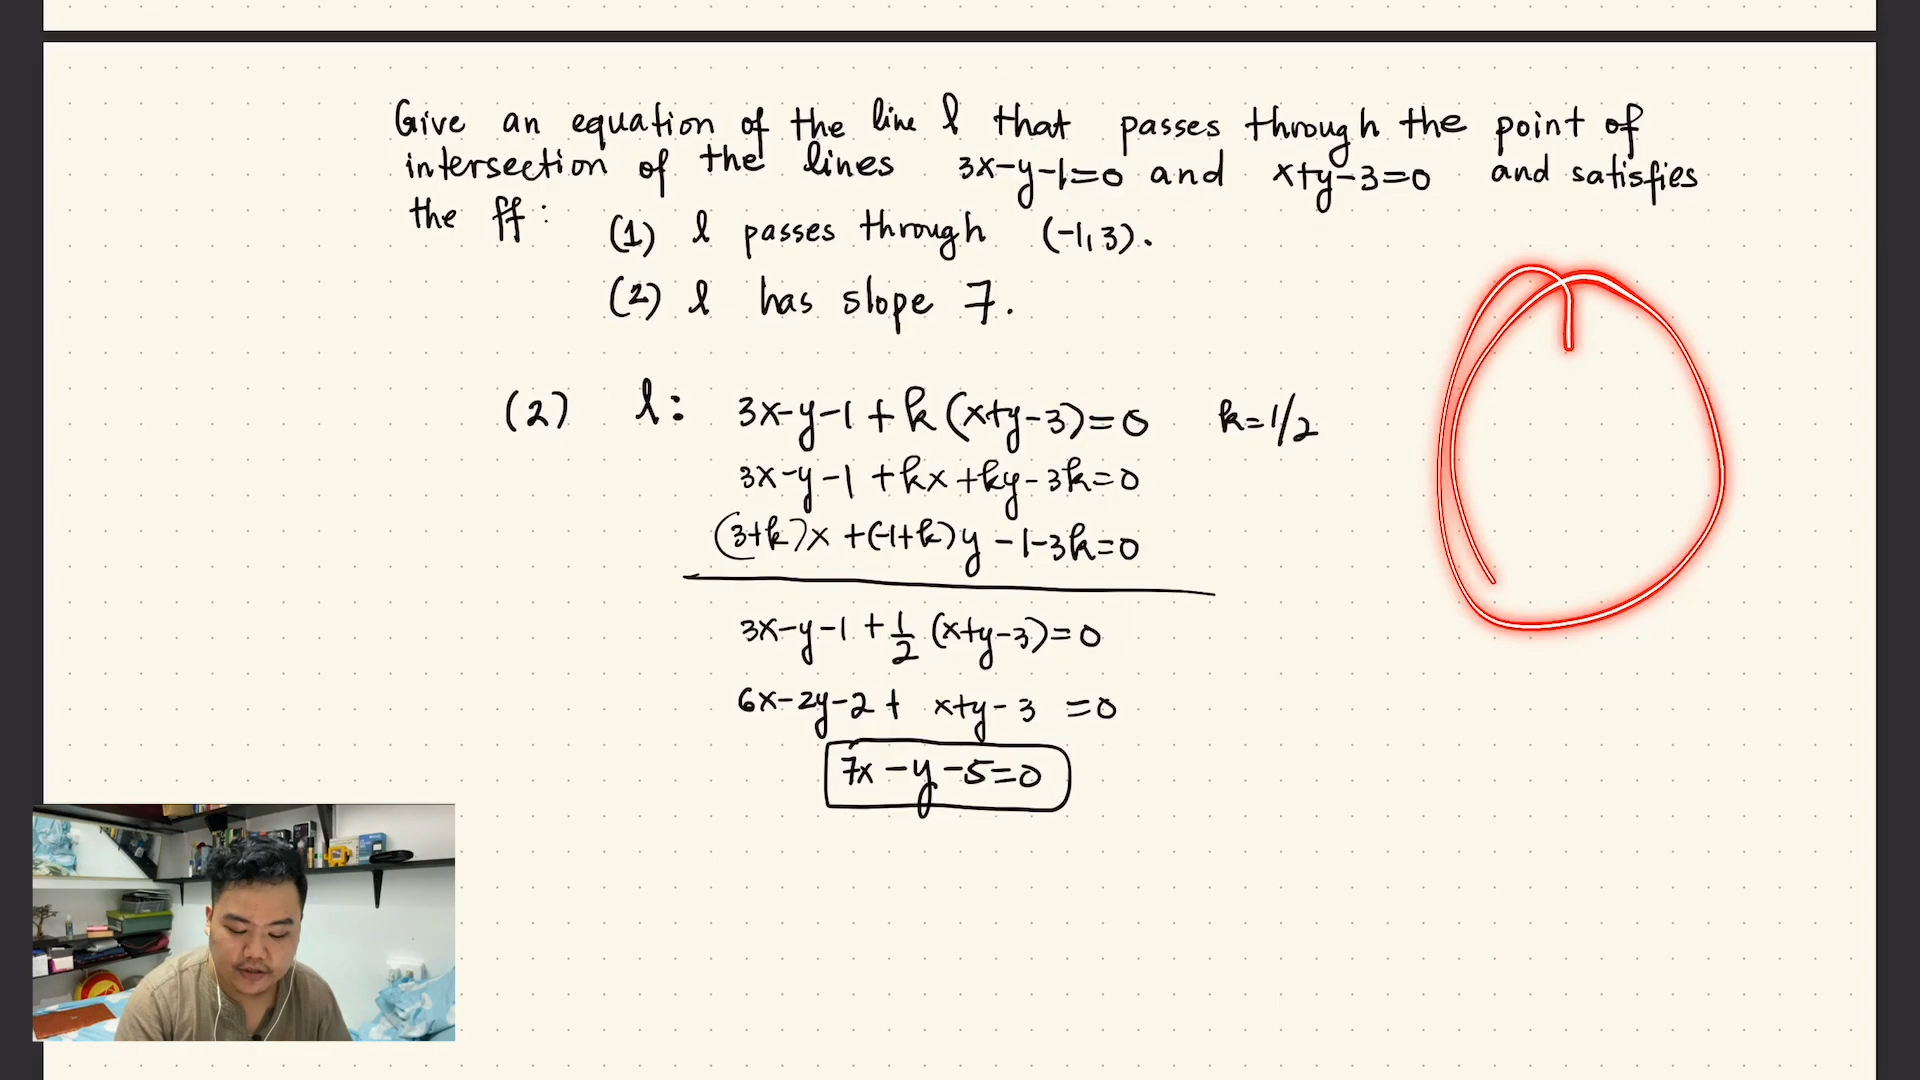 Give an equation of the line l that passes through the point of
intersection of the lines 3x-y-1=0 and x+y-3=0 and satisfies
the ff:
(1) l passes through (-1,3).
(2) l has slope 7.
(2) l: 3x-y-1+k(x+y-3)=0 k=1/2
3x-y-1+kx+ky-3k=0
(3+k)x+(-1+k)y-1-3k=0
3x-y-1+1/2(x+y-3)=0
6x-2y-2+x+y-3=0
7x-y-5=0